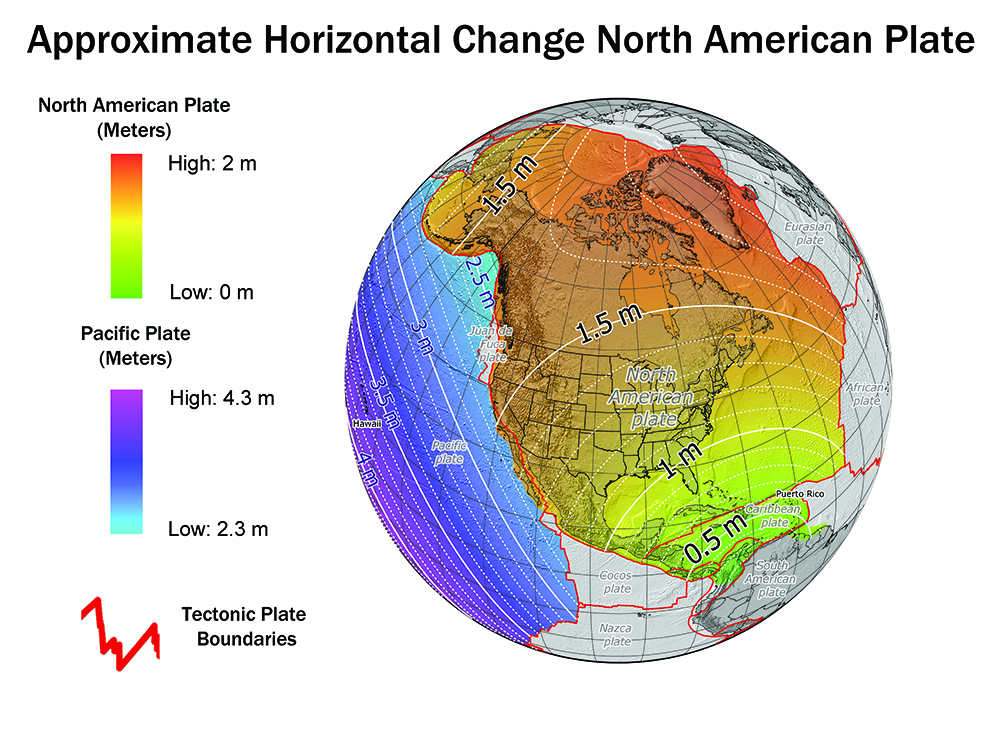 Approximate Horizontal Change North American Plate
North American Plate
(Meters)
High: 2 m
Low: 0 m
Pacific Plate
(Meters)
High: 4.3 m
Low: 2.3 m
Tectonic Plate
Boundaries
1.5 m
Eurasian
plate
2.5 m
1.5 m
3 m
Juan de
Fuca
plate
North
American
plate
African
plate
3.5 m
Hawaii
Pacific
plate
1 m
4 m
Puerto Rico
Caribbean
plate
0.5 m
South
American
plate
Cocos
plate
Nazca
plate